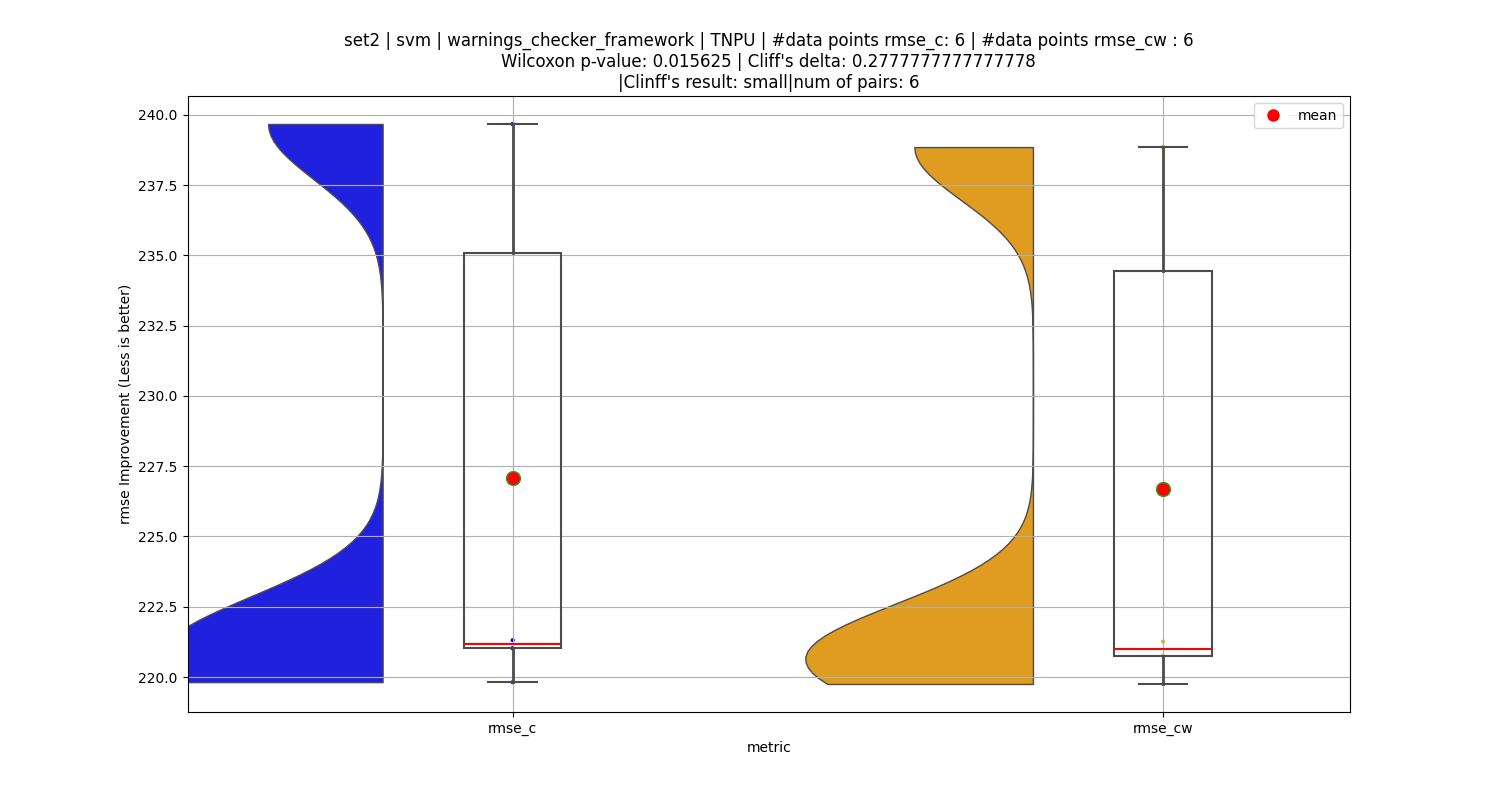 set2 | svm | warnings_checker_framework | TNPU | #data points rmse_c: 6 | #data points rmse_cw : 6
Wilcoxon p-value: 0.015625 | Cliff's delta: 0.2777777777777778
|Clinff's result: small|num of pairs: 6
mean
240.0
237.5
235.0
232.5
230.0
227.5
225.0
222.5
220.0
rmse Improvement (Less is better)
rmse_c
rmse_cw
metric